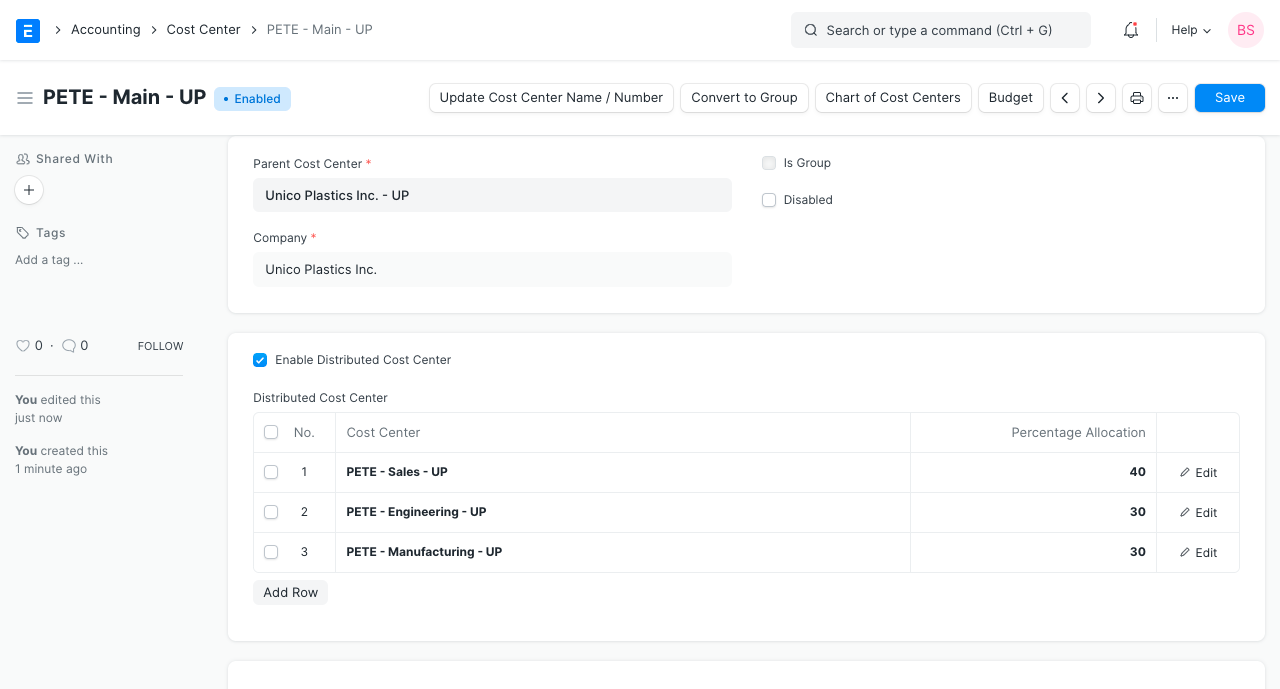 E
Accounting
Cost Center
PETE - Main - UP
Search or type a command (Ctrl + G)
Help
BS
PETE - Main - UP
• Enabled
Update Cost Center Name / Number
Convert to Group
Chart of Cost Centers
Budget
...
Save
Shared With
+
Tags
Add a tag ...
0 · 0
FOLLOW
You edited this
just now
You created this
1 minute ago
Parent Cost Center *
Unico Plastics Inc. - UP
Company *
Unico Plastics Inc.
Is Group
Disabled
Enable Distributed Cost Center
Distributed Cost Center
No. Cost Center Percentage Allocation
1 PETE - Sales - UP 40 Edit
2 PETE - Engineering - UP 30 Edit
3 PETE - Manufacturing - UP 30 Edit
Add Row